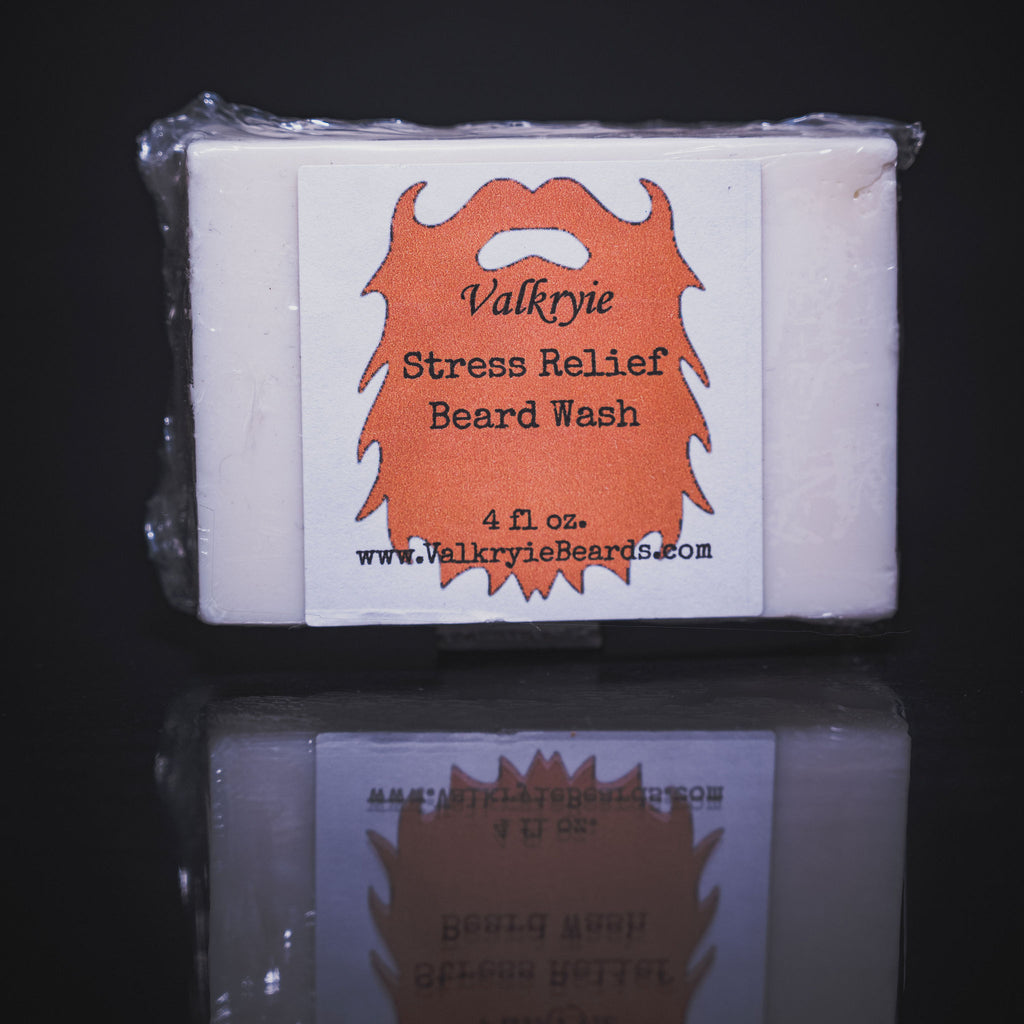 Valkryie
Stress Relief
Beard Wash
4 fl oz.
www.ValkryieBeards.com